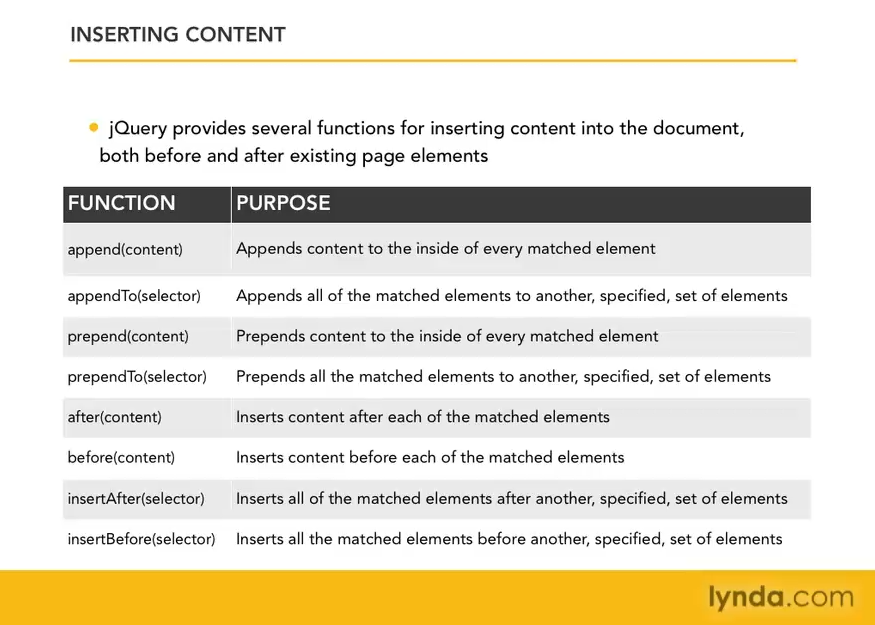 INSERTING CONTENT
jQuery provides several functions for inserting content into the document,
both before and after existing page elements
FUNCTION PURPOSE
append(content) Appends content to the inside of every matched element
appendTo(selector) Appends all of the matched elements to another, specified, set of elements
prepend(content) Prepends content to the inside of every matched element
prependTo(selector) Prepends all the matched elements to another, specified, set of elements
after(content) Inserts content after each of the matched elements
before(content) Inserts content before each of the matched elements
insertAfter(selector) Inserts all of the matched elements after another, specified, set of elements
insertBefore(selector) Inserts all the matched elements before another, specified, set of elements
lynda.com